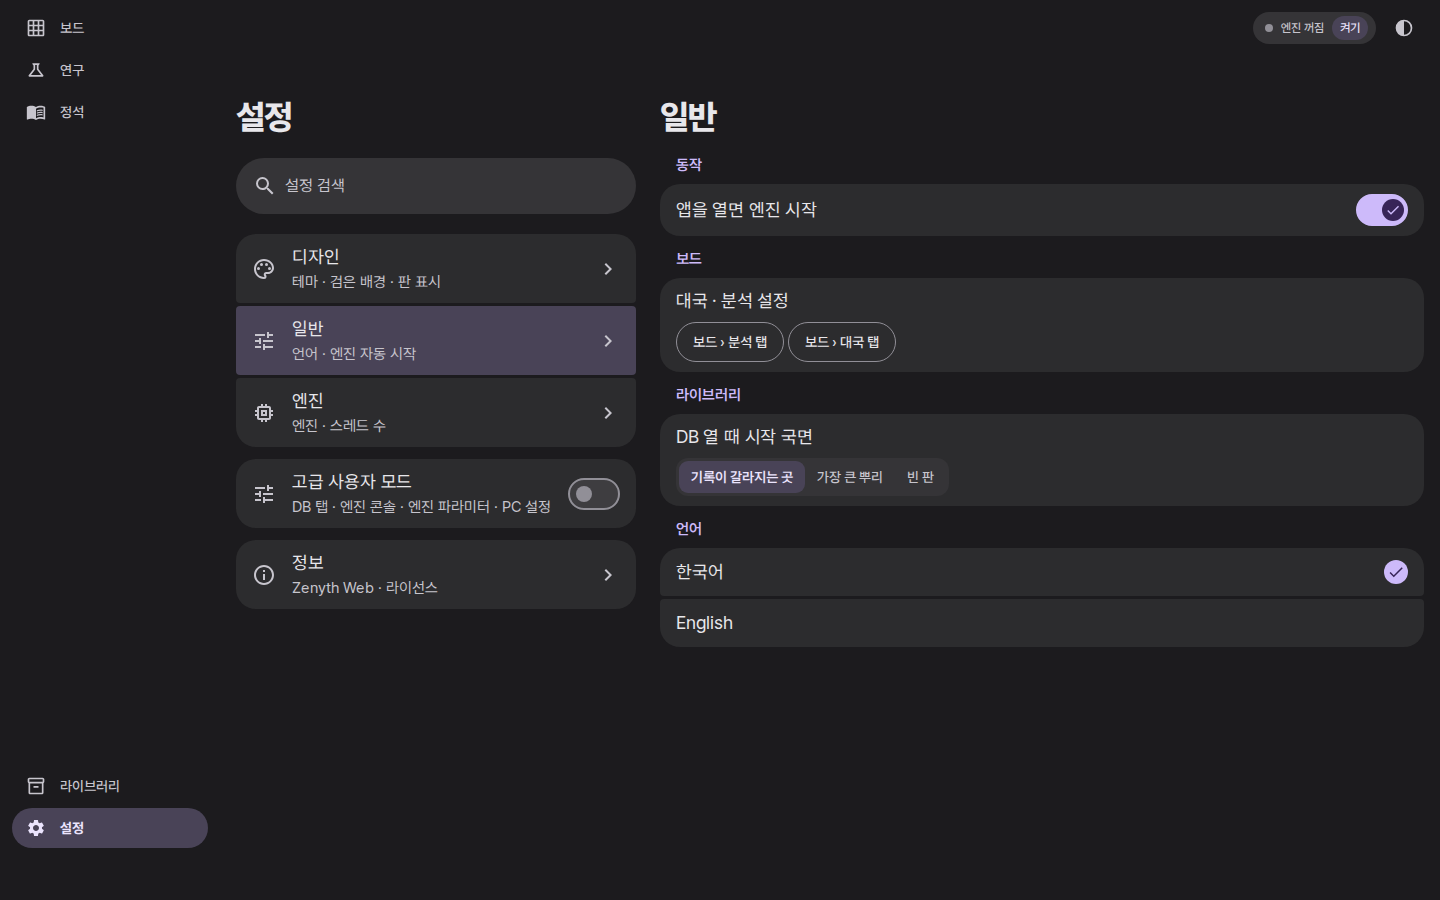 보드
연구
정석
라이브러리
설정
엔진 꺼짐
켜기
설정
설정 검색
디자인
테마 · 검은 배경 · 판 표시
일반
언어 · 엔진 자동 시작
엔진
엔진 · 스레드 수
고급 사용자 모드
DB 탭 · 엔진 콘솔 · 엔진 파라미터 · PC 설정
정보
Zenyth Web · 라이선스
일반
동작
앱을 열면 엔진 시작
보드
대국 · 분석 설정
보드 › 분석 탭
보드 › 대국 탭
라이브러리
DB 열 때 시작 국면
기록이 갈라지는 곳
가장 큰 뿌리
빈 판
언어
한국어
English